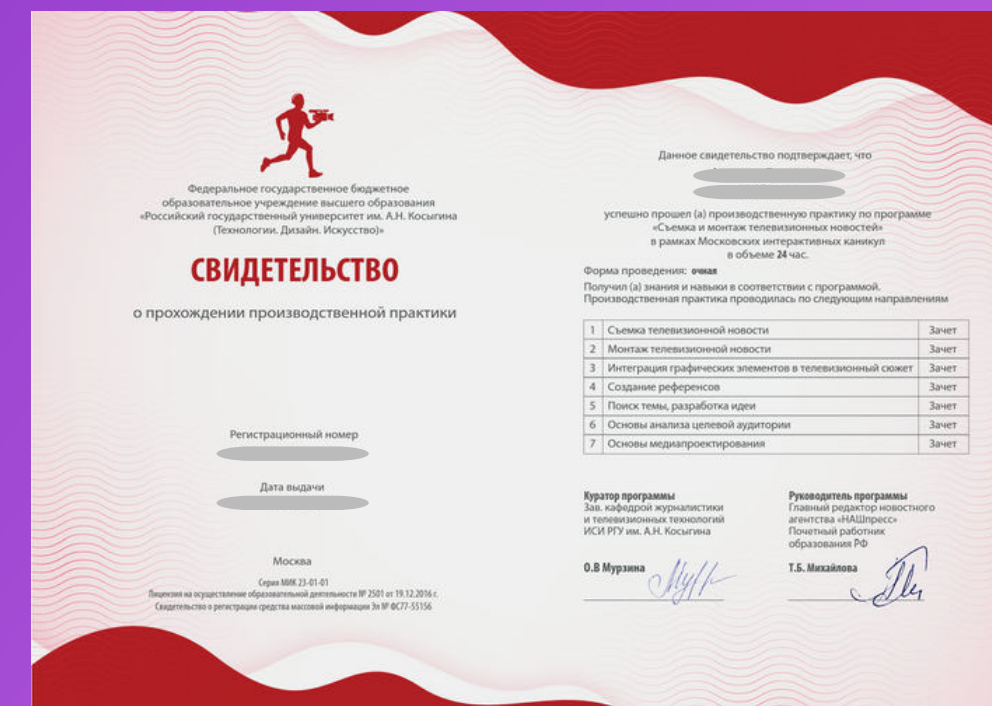 Федеральное государственное бюджетное
образовательное учреждение высшего образования
«Российский государственный университет им. А.Н. Косыгина
(Технологии. Дизайн. Искусство)»
СВИДЕТЕЛЬСТВО
о прохождении производственной практики
Регистрационный номер
Дата выдачи
Москва
Серия МИК 23-01-01
Лицензия на осуществление образовательной деятельности № 2501 от 19.12.2016 г.
Свидетельство о регистрации средства массовой информации Эл № ФС77-55156
Данное свидетельство подтверждает, что
успешно прошел (а) производственную практику по программе
«Съемка и монтаж телевизионных новостей»
в рамках Московских интерактивных каникул
в объеме 24 час.
Форма проведения: очная
Получил (а) знания и навыки в соответствии с программой.
Производственная практика проводилась по следующим направлениям
1 Съемка телевизионной новости Зачет
2 Монтаж телевизионной новости Зачет
3 Интеграция графических элементов в телевизионный сюжет Зачет
4 Создание референсов Зачет
5 Поиск темы, разработка идеи Зачет
6 Основы анализа целевой аудитории Зачет
7 Основы медиапроектирования Зачет
Куратор программы
Зав. кафедрой журналистики
и телевизионных технологий
ИСИ РГУ им. А.Н. Косыгина
О.В Мурзина
Руководитель программы
Главный редактор новостного
агентства «НАШпресс»
Почетный работник
образования РФ
Т.Б. Михайлова